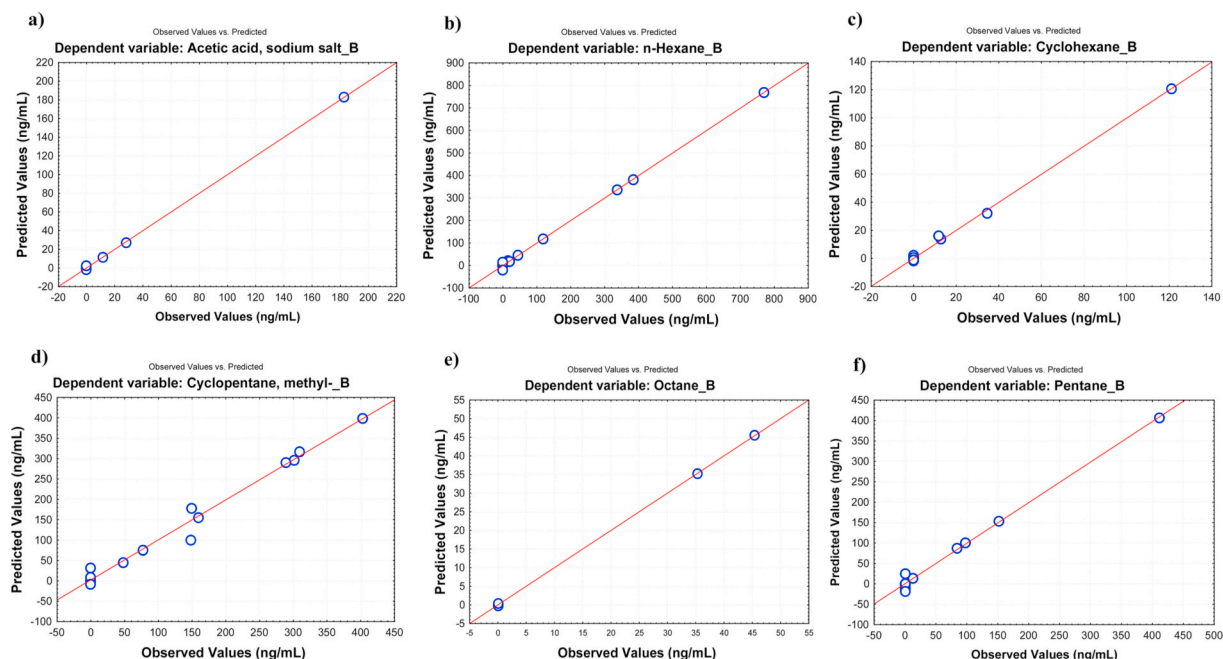 a)
Observed Values vs. Predicted
Dependent variable: Acetic acid, sodium salt_B
Predicted Values (ng/mL)
220
200
180
160
140
120
100
80
60
40
20
0
-20
-20 0 20 40 60 80 100 120 140 160 180 200 220
Observed Values (ng/mL)
b)
Observed Values vs. Predicted
Dependent variable: n-Hexane_B
Predicted Values (ng/mL)
900
800
700
600
500
400
300
200
100
0
-100
-100 0 100 200 300 400 500 600 700 800 900
Observed Values (ng/mL)
c)
Observed Values vs. Predicted
Dependent variable: Cyclohexane_B
Predicted Values (ng/mL)
140
120
100
80
60
40
20
0
-20
-20 0 20 40 60 80 100 120 140
Observed Values (ng/mL)
d)
Observed Values vs. Predicted
Dependent variable: Cyclopentane, methyl-_B
Predicted Values (ng/mL)
450
400
350
300
250
200
150
100
50
0
-50
-100
-50 0 50 100 150 200 250 300 350 400 450
Observed Values (ng/mL)
e)
Observed Values vs. Predicted
Dependent variable: Octane_B
Predicted Values (ng/mL)
55
50
45
40
35
30
25
20
15
10
5
0
-5
-5 0 5 10 15 20 25 30 35 40 45 50 55
Observed Values (ng/mL)
f)
Observed Values vs. Predicted
Dependent variable: Pentane_B
Predicted Values (ng/mL)
450
400
350
300
250
200
150
100
50
0
-50
-100
-50 0 50 100 150 200 250 300 350 400 450 500
Observed Values (ng/mL)